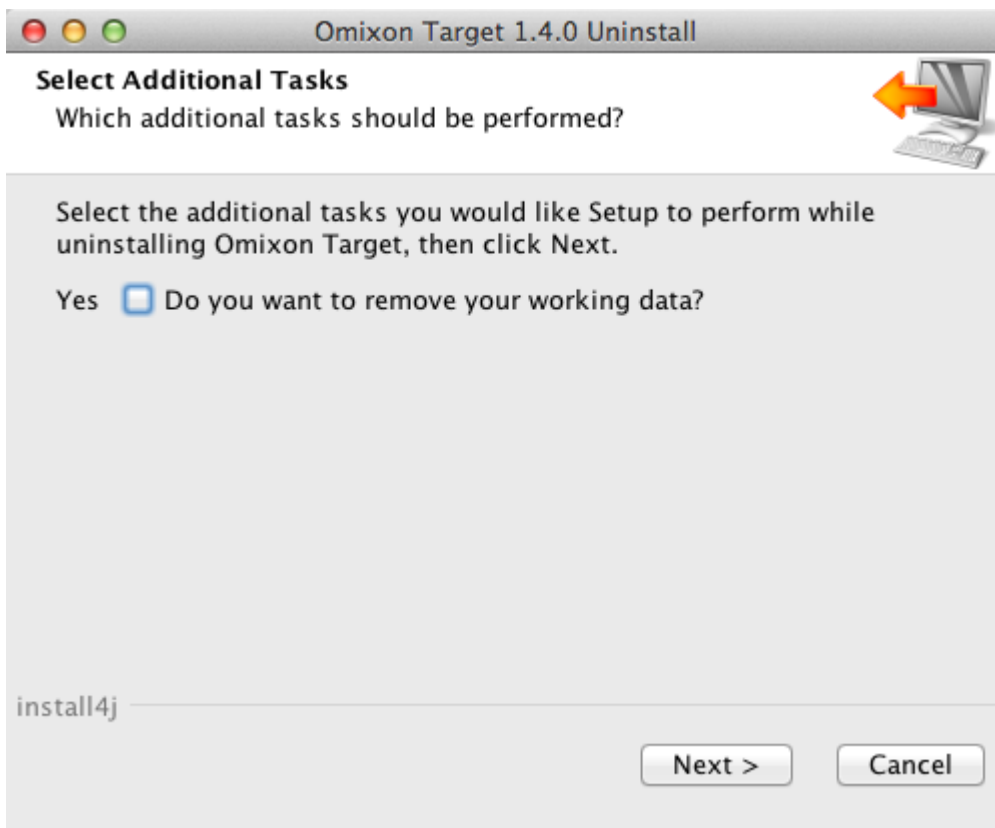 Omixon Target 1.4.0 Uninstall
Select Additional Tasks
Which additional tasks should be performed?
Select the additional tasks you would like Setup to perform while
uninstalling Omixon Target, then click Next.
Yes Do you want to remove your working data?
install4j
Next > Cancel